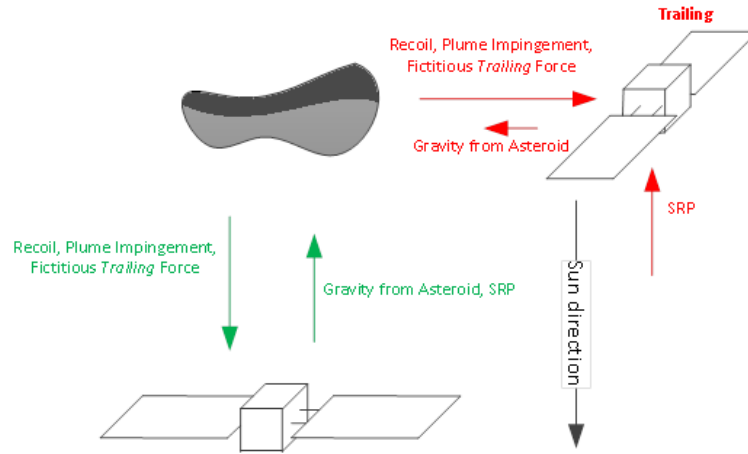 Trailing
Recoil, Plume Impingement,
Fictitious Trailing Force
Gravity from Asteroid
SRP
Recoil, Plume Impingement,
Fictitious Trailing Force
Gravity from Asteroid, SRP
Sun direction